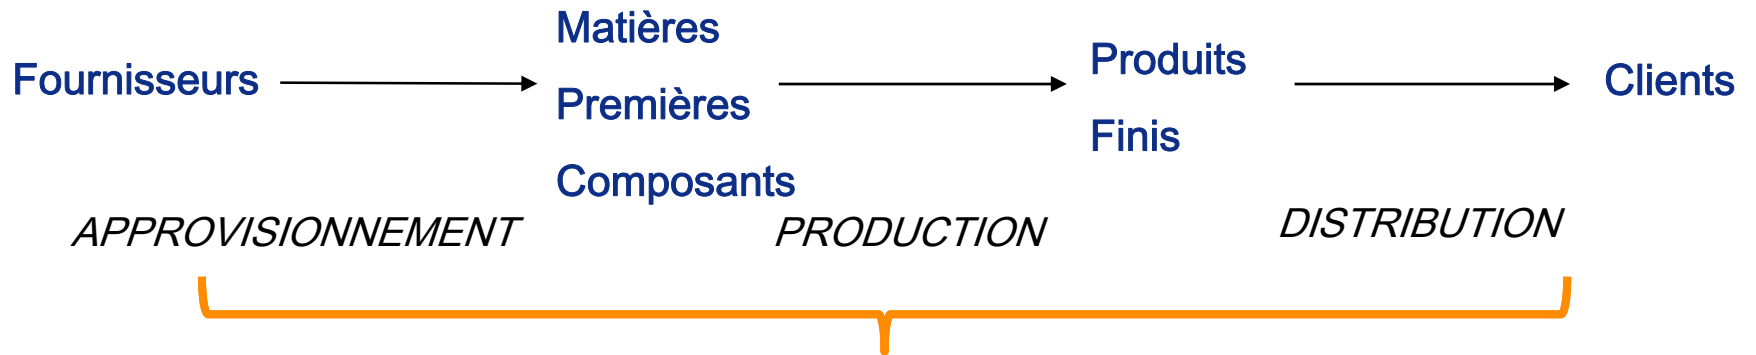 Fournisseurs
Matières
Premières
Composants
Produits
Finis
Clients
APPROVISIONNEMENT
PRODUCTION
DISTRIBUTION